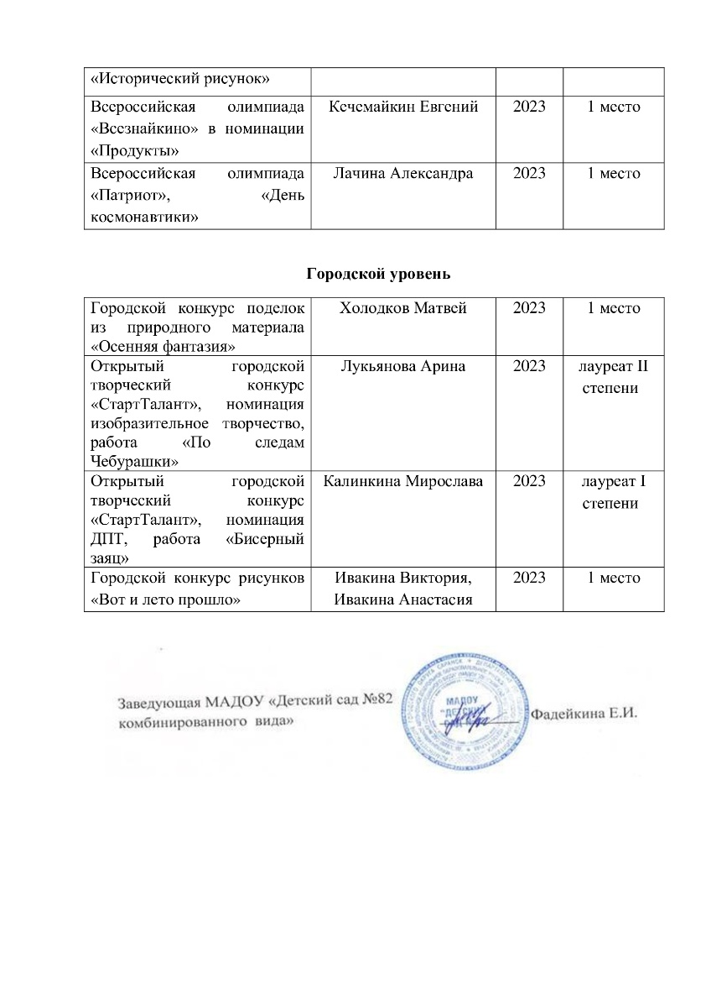 «Исторический рисунок»
Всероссийская олимпиада Кечемайкин Евгений 2023 1 место
«Всезнайкино» в номинации
«Продукты»
Всероссийская олимпиада Лачина Александра 2023 1 место
«Патриот», «День
космонавтики»
Городской уровень
Городской конкурс поделок Холодков Матвей 2023 1 место
из природного материала
«Осенняя фантазия»
Открытый городской Лукьянова Арина 2023 лауреат II
творческий конкурс степени
«СтартТалант», номинация
изобразительное творчество,
работа «По следам
Чебурашки»
Открытый городской Калинкина Мирослава 2023 лауреат I
творческий конкурс степени
«СтартТалант», номинация
ДПТ, работа «Бисерный
заяц»
Городской конкурс рисунков Ивакина Виктория, 2023 1 место
«Вот и лето прошло» Ивакина Анастасия
Заведующая МАДОУ «Детский сад №82
комбинированного вида» Фадейкина Е.И.
МАДОУ
"ДЕТСКИЙ